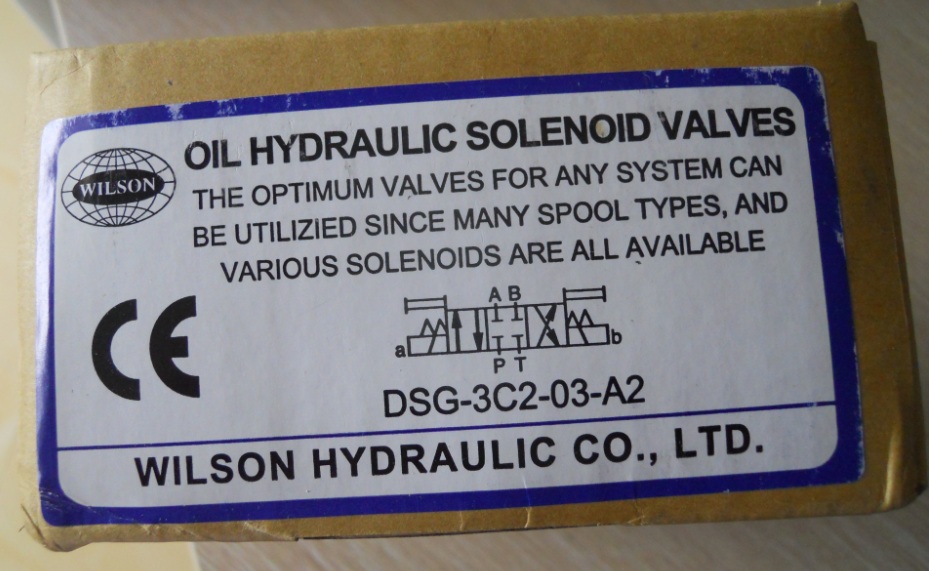 WILSON
OIL HYDRAULIC SOLENOID VALVES
THE OPTIMUM VALVES FOR ANY SYSTEM CAN
BE UTILIZIED SINCE MANY SPOOL TYPES, AND
VARIOUS SOLENOIDS ARE ALL AVAILABLE
CE
A B
a b
P T
DSG-3C2-03-A2
WILSON HYDRAULIC CO., LTD.